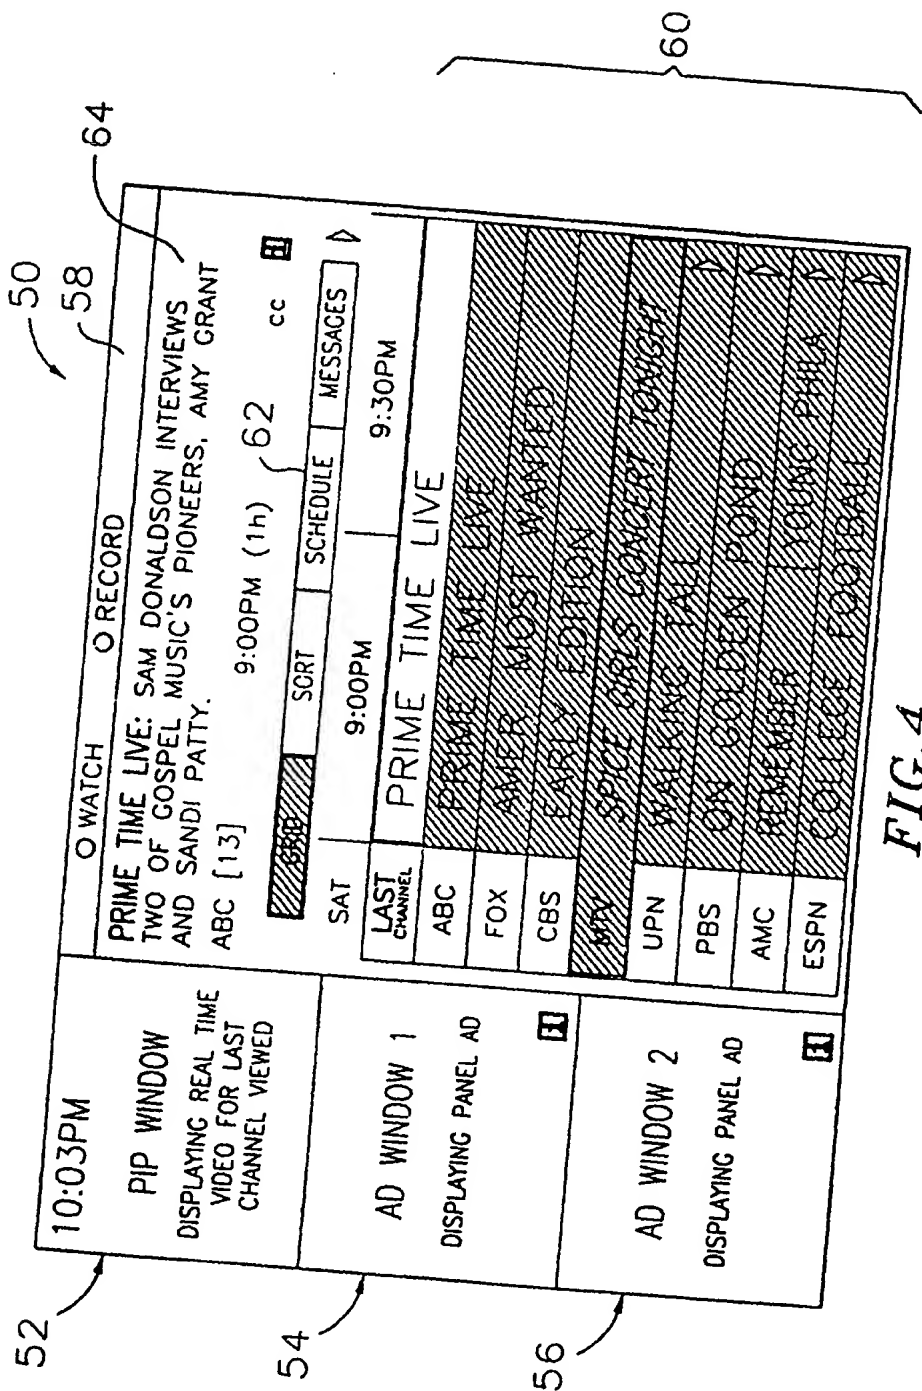 50
58
64
52
54
56
60
62
10:03PM
PIP WINDOW
DISPLAYING REAL TIME
VIDEO FOR LAST
CHANNEL VIEWED
AD WINDOW 1
DISPLAYING PANEL AD
i
AD WINDOW 2
DISPLAYING PANEL AD
i
O WATCH O RECORD
PRIME TIME LIVE: SAM DONALDSON INTERVIEWS
TWO OF GOSPEL MUSIC'S PIONEERS, AMY GRANT
AND SANDI PATTY.
ABC [13] 9:00PM (1h) cc i
GRID SORT SCHEDULE MESSAGES
SAT 9:00PM 9:30PM
LAST CHANNEL PRIME TIME LIVE
ABC PRIME TIME LIVE
FOX AMER. MOST WANTED
CBS EARLY EDITION
MTV SPICE GIRLS CONCERT TONIGHT
UPN WALKING TALL
PBS ON GOLDEN POND
AMC REMEMBER YOUNG PHILA
ESPN COLLEGE FOOTBALL
FIG.4